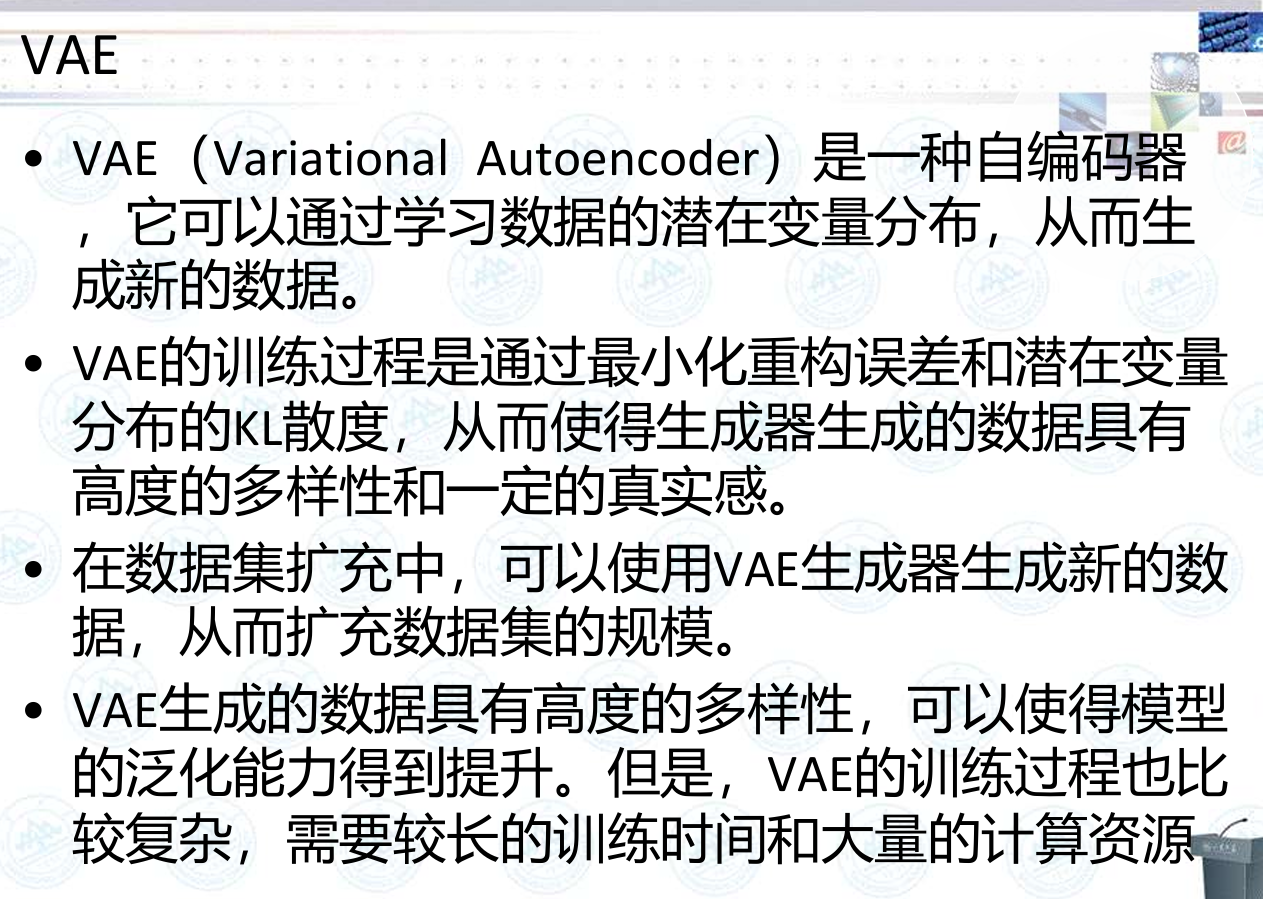 VAE
• VAE（Variational Autoencoder）是一种自编码器
，它可以通过学习数据的潜在变量分布，从而生
成新的数据。
• VAE的训练过程是通过最小化重构误差和潜在变量
分布的KL散度，从而使得生成器生成的数据具有
高度的多样性和一定的真实感。
• 在数据集扩充中，可以使用VAE生成器生成新的数
据，从而扩充数据集的规模。
• VAE生成的数据具有高度的多样性，可以使得模型
的泛化能力得到提升。但是，VAE的训练过程也比
较复杂，需要较长的训练时间和大量的计算资源